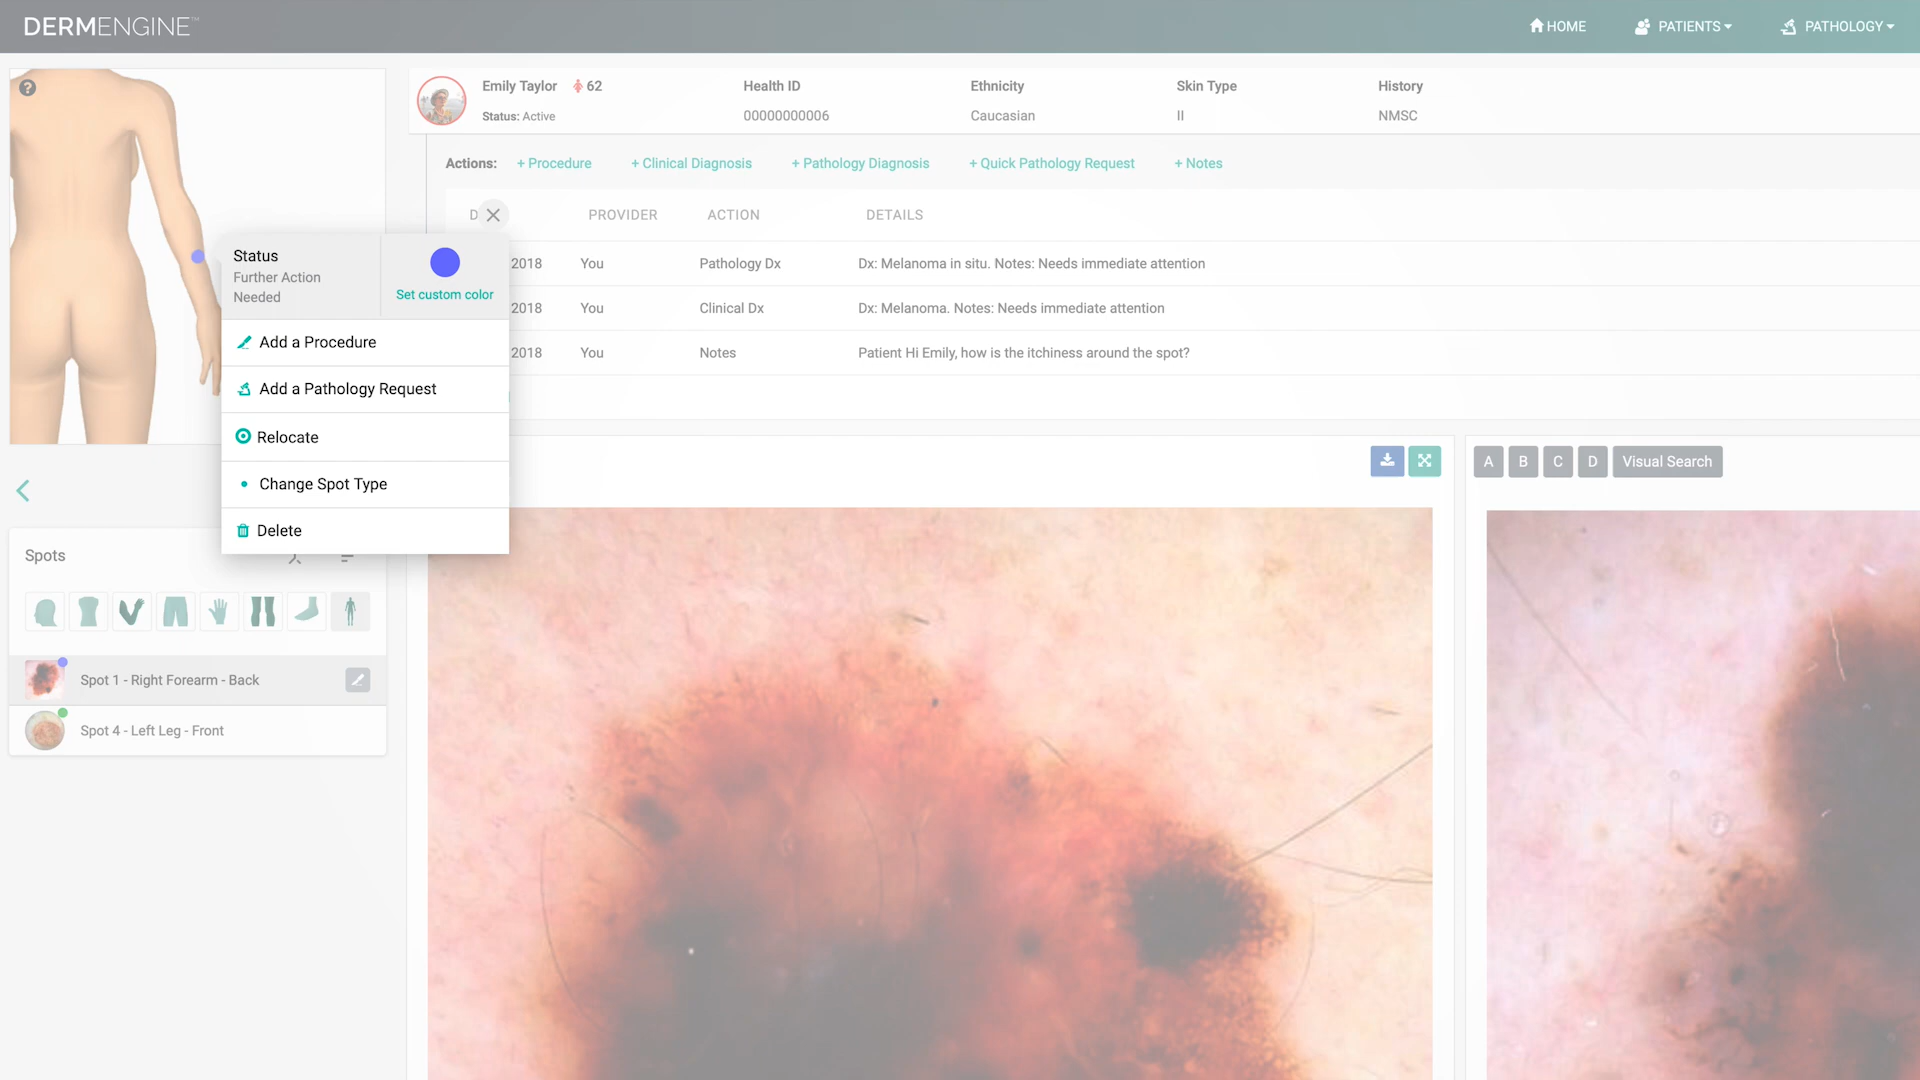 DERMENGINE™
HOME
PATIENTS
PATHOLOGY
Emily Taylor 62
Status: Active
Health ID
00000000006
Ethnicity
Caucasian
Skin Type
II
History
NMSC
Actions: + Procedure + Clinical Diagnosis + Pathology Diagnosis + Quick Pathology Request + Notes
D PROVIDER ACTION DETAILS
2018 You Pathology Dx Dx: Melanoma in situ. Notes: Needs immediate attention
2018 You Clinical Dx Dx: Melanoma. Notes: Needs immediate attention
2018 You Notes Patient Hi Emily, how is the itchiness around the spot?
Status
Further Action
Needed
Set custom color
Add a Procedure
Add a Pathology Request
Relocate
Change Spot Type
Delete
A B C D Visual Search
Spots
Spot 1 - Right Forearm - Back
Spot 4 - Left Leg - Front